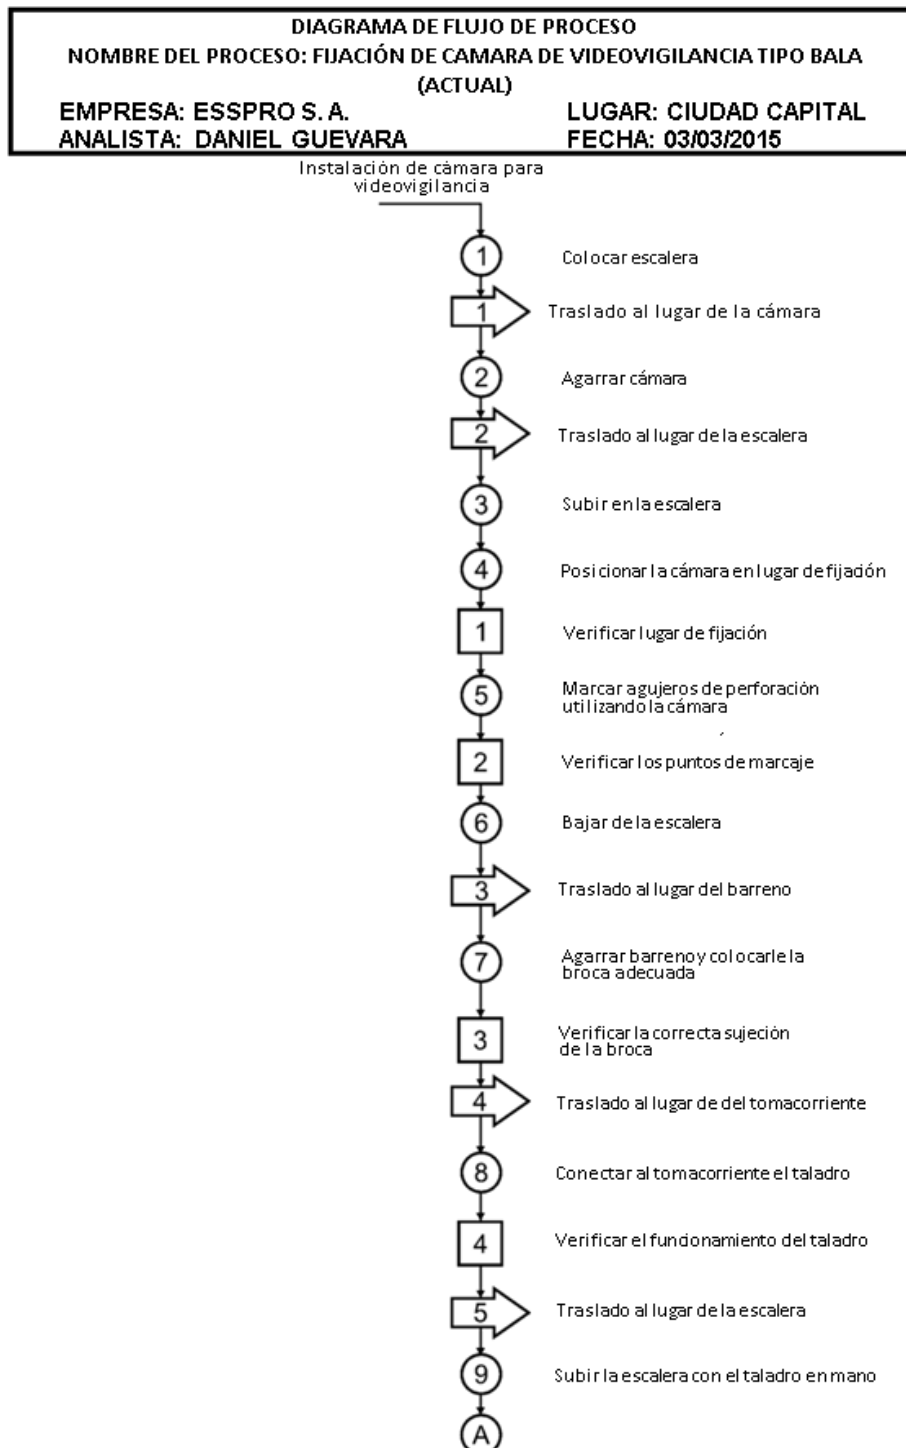 DIAGRAMA DE FLUJO DE PROCESO
NOMBRE DEL PROCESO: FIJACIÓN DE CAMARA DE VIDEOVIGILANCIA TIPO BALA
(ACTUAL)
EMPRESA: ESSPRO S. A. LUGAR: CIUDAD CAPITAL
ANALISTA: DANIEL GUEVARA FECHA: 03/03/2015
Instalación de cámara para
videovigilancia
1 Colocar escalera
1 Traslado al lugar de la cámara
2 Agarrar cámara
2 Traslado al lugar de la escalera
3 Subir en la escalera
4 Posicionar la cámara en lugar de fijación
1 Verificar lugar de fijación
5 Marcar agujeros de perforación
utilizando la cámara
2 Verificar los puntos de marcaje
6 Bajar de la escalera
3 Traslado al lugar del barreno
7 Agarrar barreno y colocarle la
broca adecuada
3 Verificar la correcta sujeción
de la broca
4 Traslado al lugar de del tomacorriente
8 Conectar al tomacorriente el taladro
4 Verificar el funcionamiento del taladro
5 Traslado al lugar de la escalera
9 Subir la escalera con el taladro en mano
A